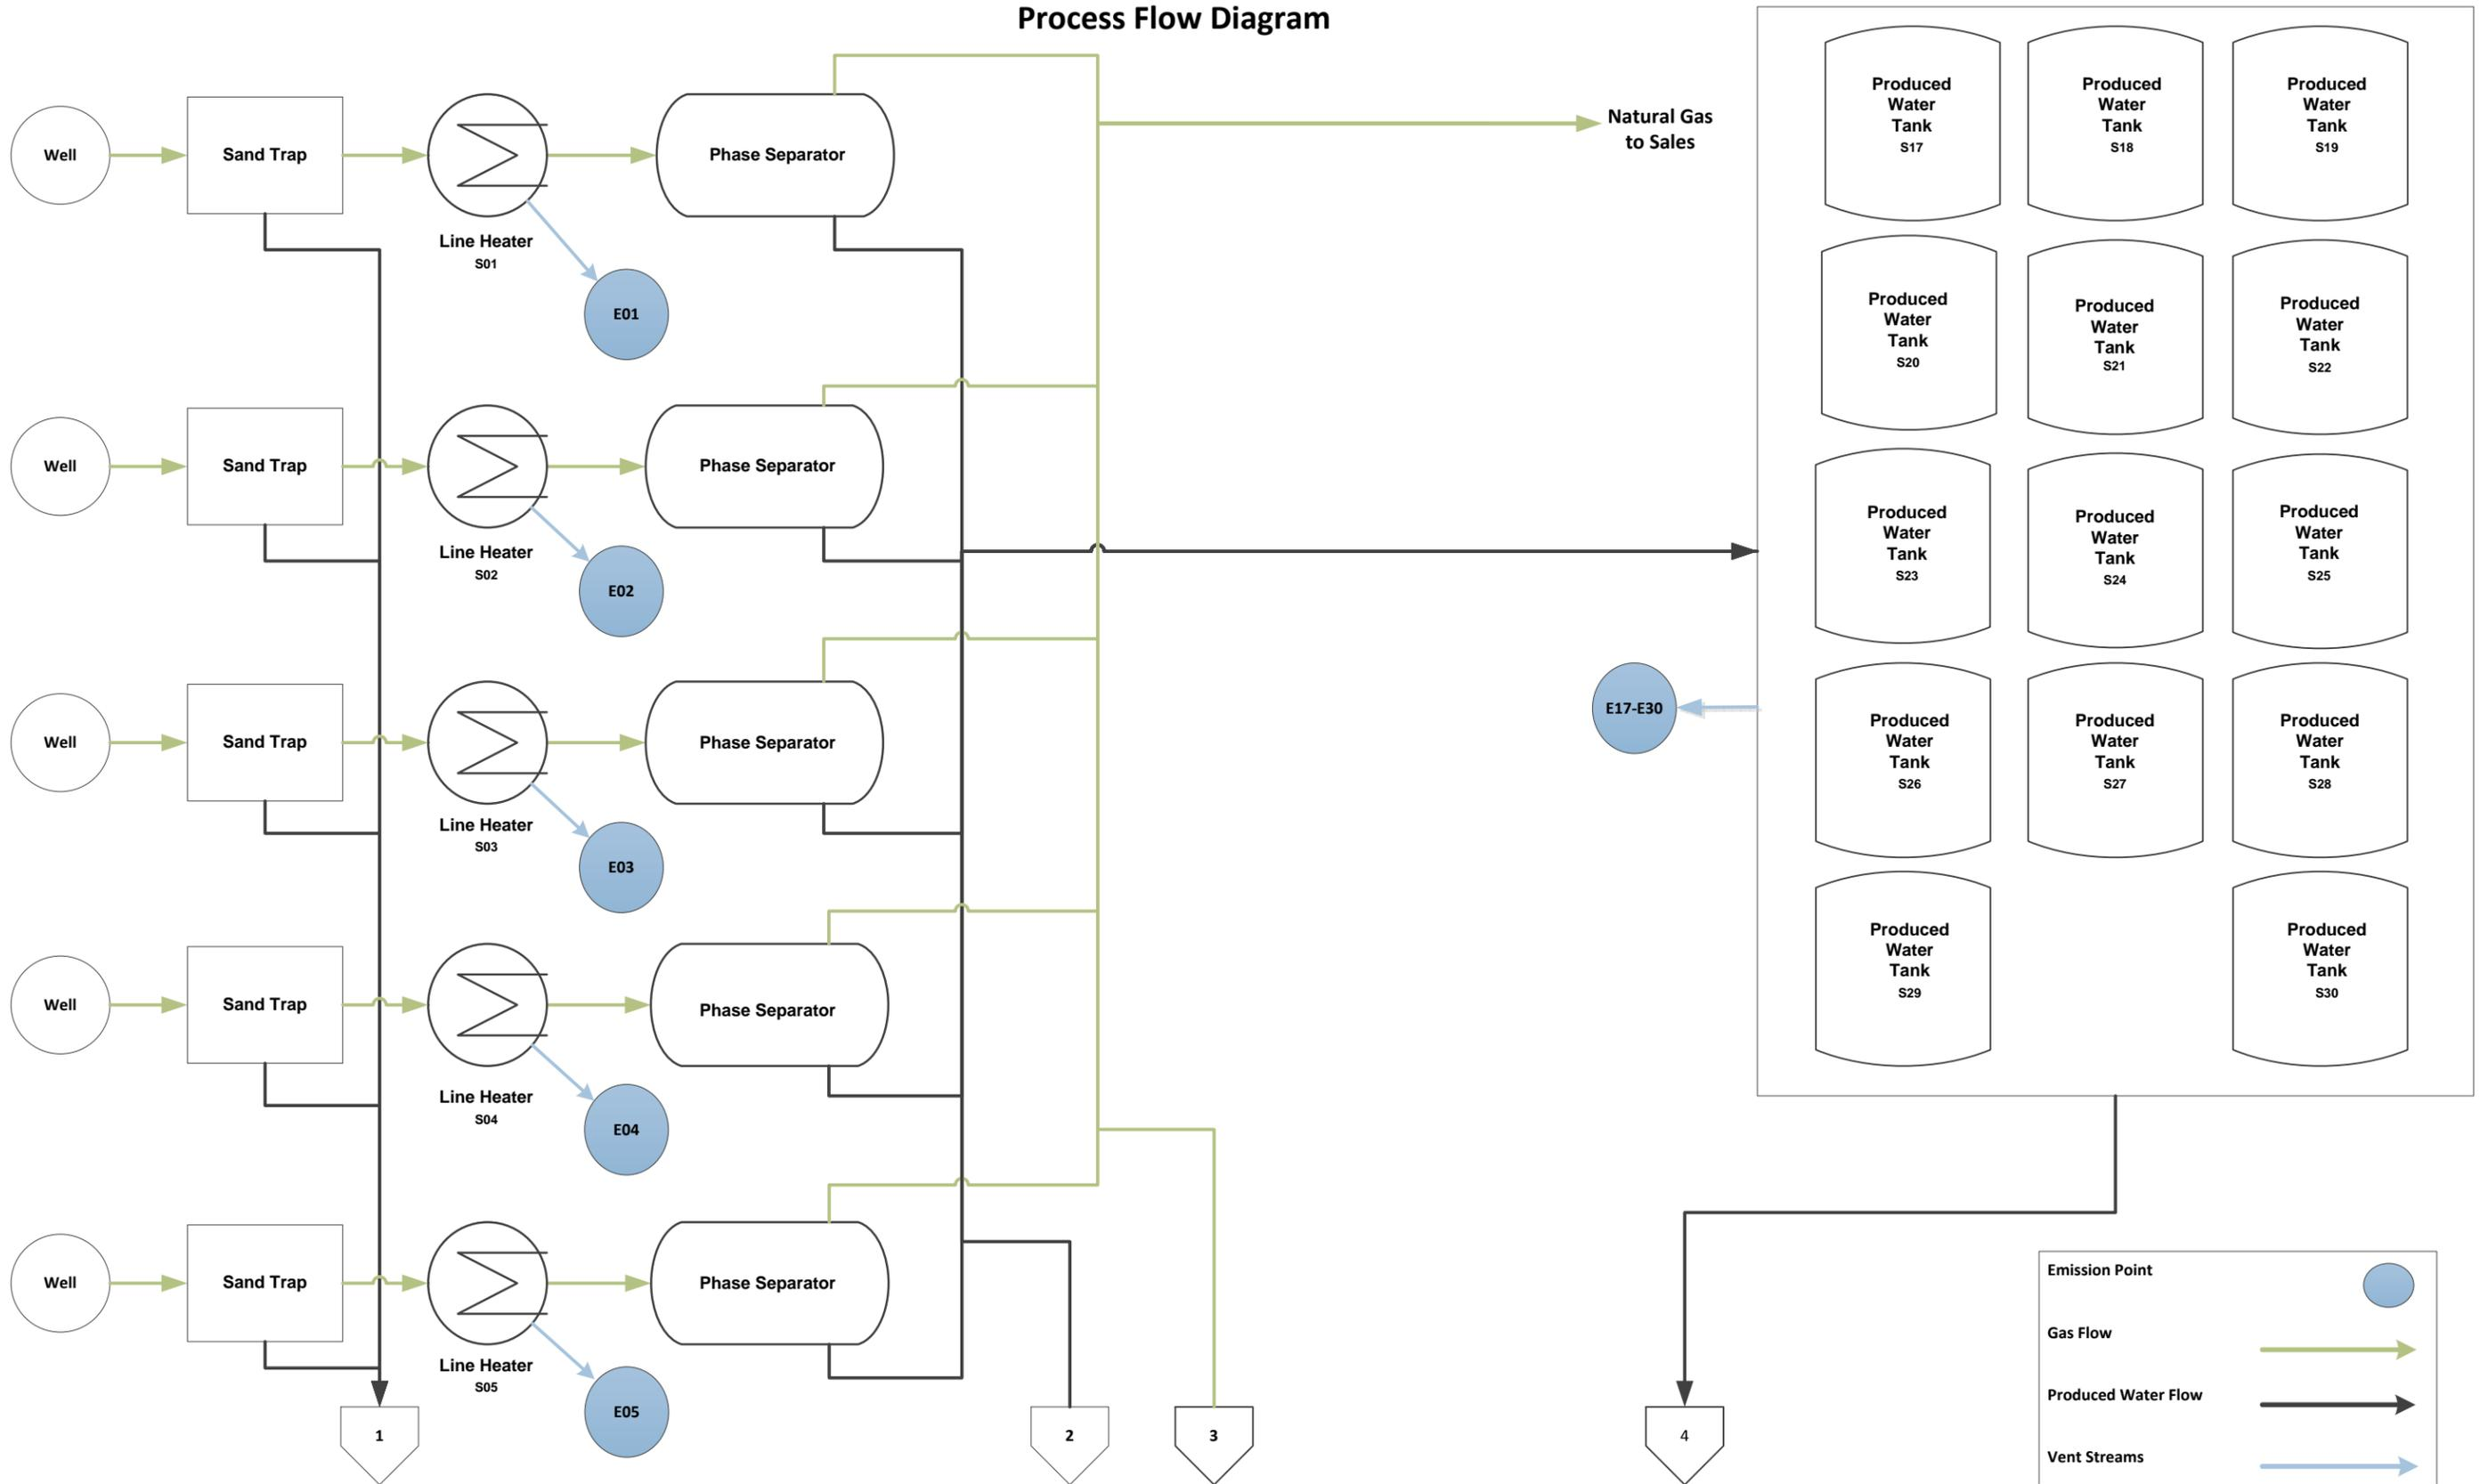 Process Flow Diagram
Well
Sand Trap
Line Heater
S01
E01
Phase Separator
Natural Gas
to Sales
Well
Sand Trap
Line Heater
S02
E02
Phase Separator
Well
Sand Trap
Line Heater
S03
E03
Phase Separator
Well
Sand Trap
Line Heater
S04
E04
Phase Separator
Well
Sand Trap
Line Heater
S05
E05
Phase Separator
1
2
3
4
E17-E30
Produced
Water
Tank
S17
Produced
Water
Tank
S18
Produced
Water
Tank
S19
Produced
Water
Tank
S20
Produced
Water
Tank
S21
Produced
Water
Tank
S22
Produced
Water
Tank
S23
Produced
Water
Tank
S24
Produced
Water
Tank
S25
Produced
Water
Tank
S26
Produced
Water
Tank
S27
Produced
Water
Tank
S28
Produced
Water
Tank
S29
Produced
Water
Tank
S30
Emission Point
Gas Flow
Produced Water Flow
Vent Streams